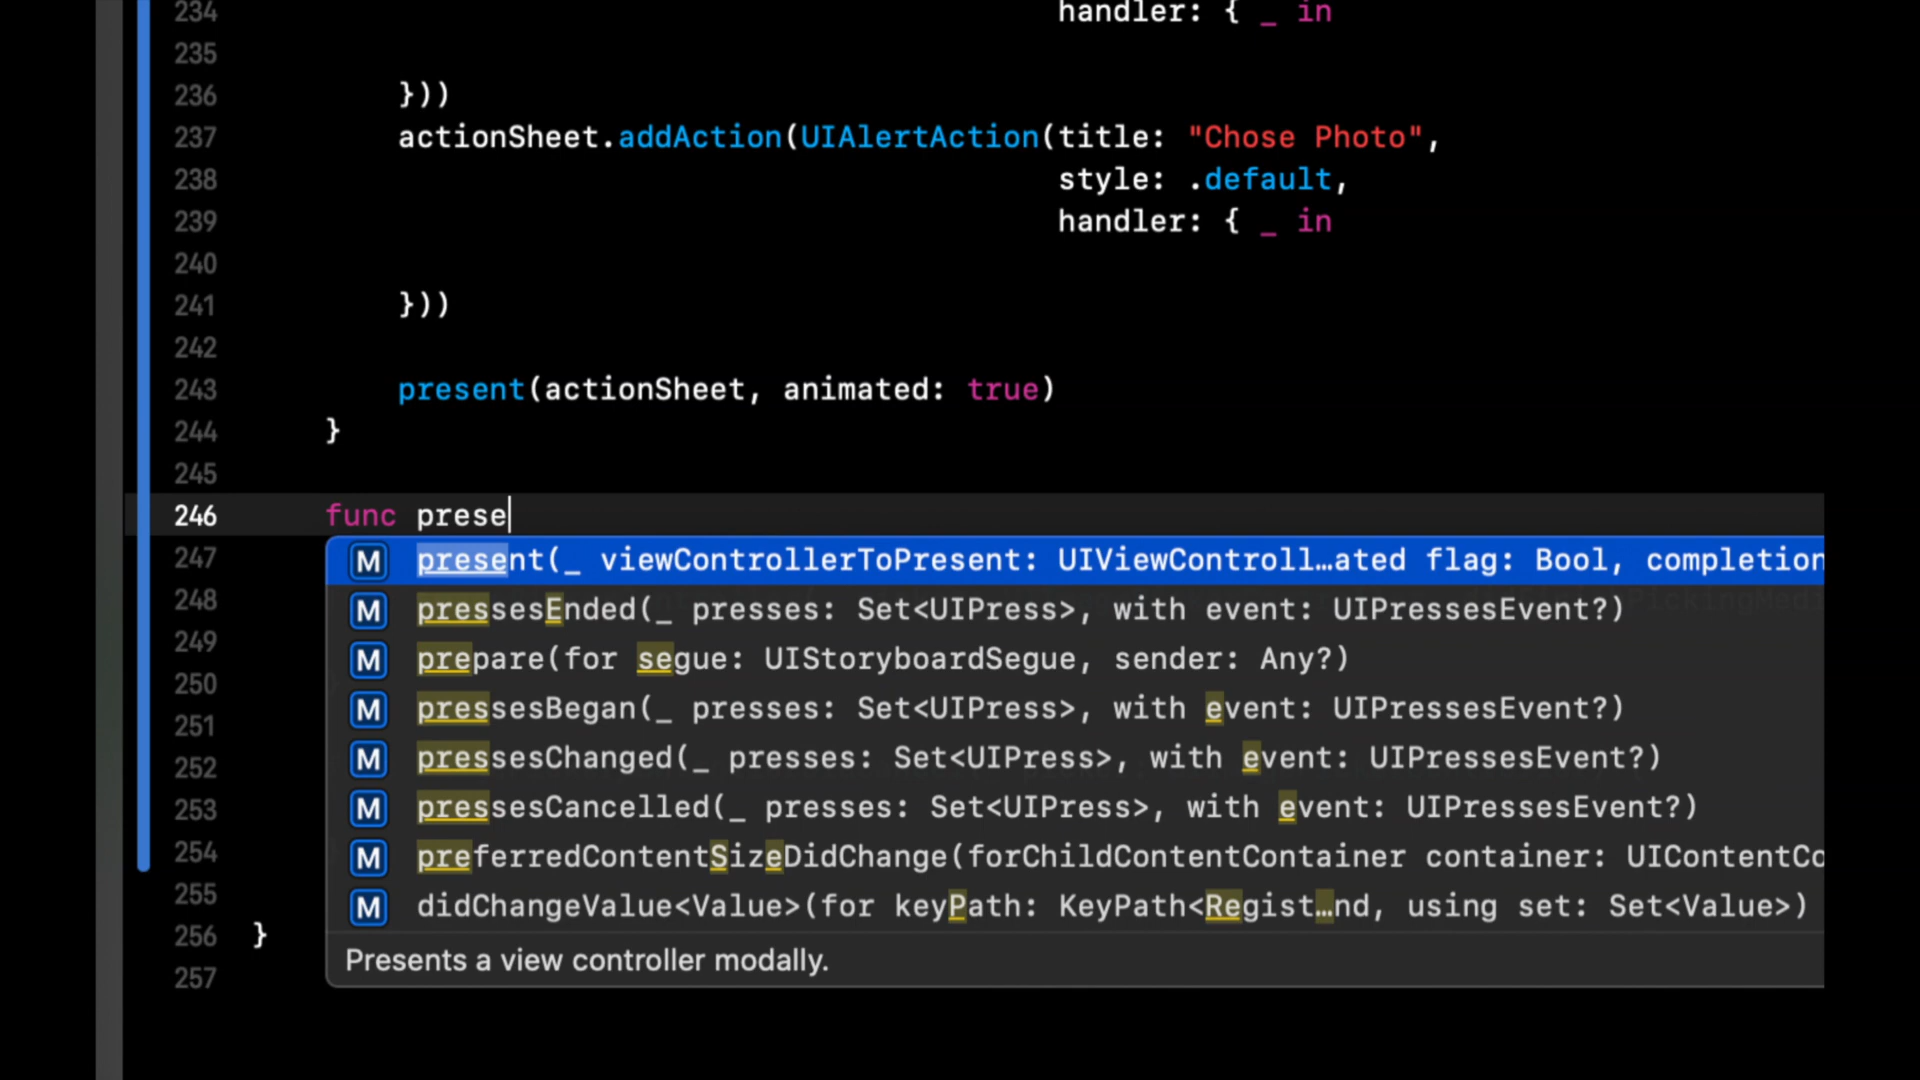 234 handler: { _ in
235
236 }))
237 actionSheet.addAction(UIAlertAction(title: "Chose Photo",
238 style: .default,
239 handler: { _ in
240
241 }))
242
243 present(actionSheet, animated: true)
244 }
245
246 func prese
247 M present(_ viewControllerToPresent: UIViewControll…ated flag: Bool, completion
248 M pressesEnded(_ presses: Set<UIPress>, with event: UIPressesEvent?)
249 M prepare(for segue: UIStoryboardSegue, sender: Any?)
250
251 M pressesBegan(_ presses: Set<UIPress>, with event: UIPressesEvent?)
252 M pressesChanged(_ presses: Set<UIPress>, with event: UIPressesEvent?)
253 M pressesCancelled(_ presses: Set<UIPress>, with event: UIPressesEvent?)
254 M preferredContentSizeDidChange(forChildContentContainer container: UIContentCo
255 M didChangeValue<Value>(for keyPath: KeyPath<Regist…nd, using set: Set<Value>)
256 }
257 Presents a view controller modally.